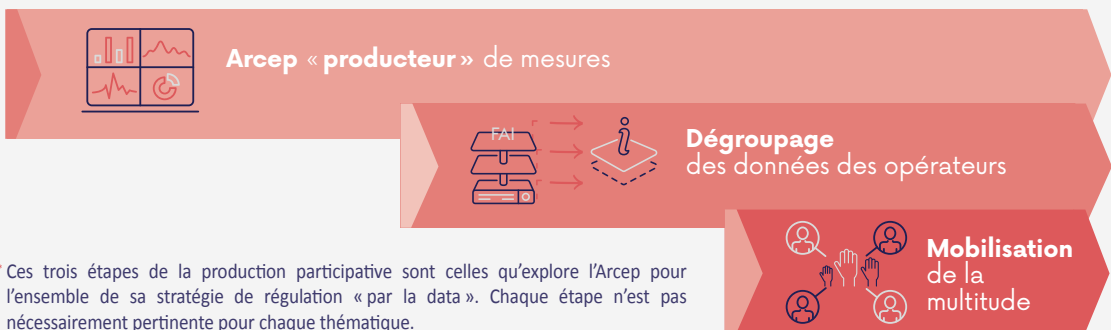 Arcep « producteur » de mesures
FAI
Dégroupage
des données des opérateurs
Mobilisation
de la
multitude
Ces trois étapes de la production participative sont celles qu’explore l’Arcep pour
l’ensemble de sa stratégie de régulation « par la data ». Chaque étape n’est pas
nécessairement pertinente pour chaque thématique.